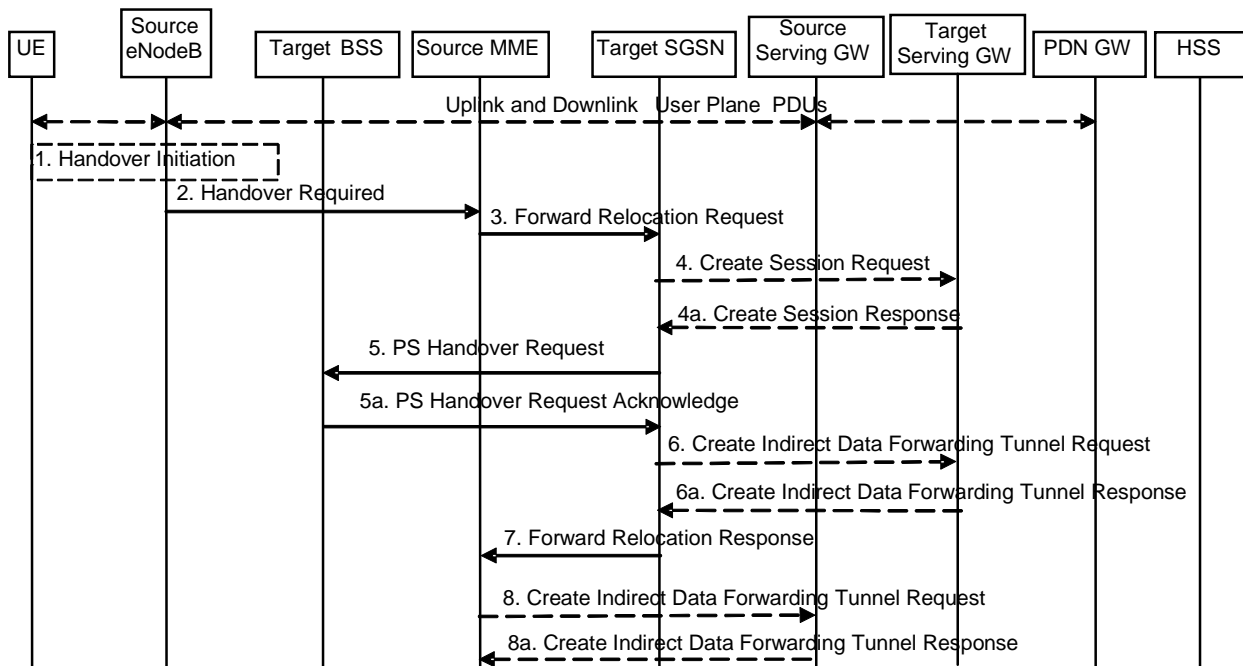 UE
Source
eNodeB
Target BSS
Source MME
Target SGSN
Source
Serving GW
Target
Serving GW
PDN GW
HSS
Uplink and Downlink User Plane PDUs
1. Handover Initiation
2. Handover Required
3. Forward Relocation Request
4. Create Session Request
4a. Create Session Response
5. PS Handover Request
5a. PS Handover Request Acknowledge
6. Create Indirect Data Forwarding Tunnel Request
6a. Create Indirect Data Forwarding Tunnel Response
7. Forward Relocation Response
8. Create Indirect Data Forwarding Tunnel Request
8a. Create Indirect Data Forwarding Tunnel Response